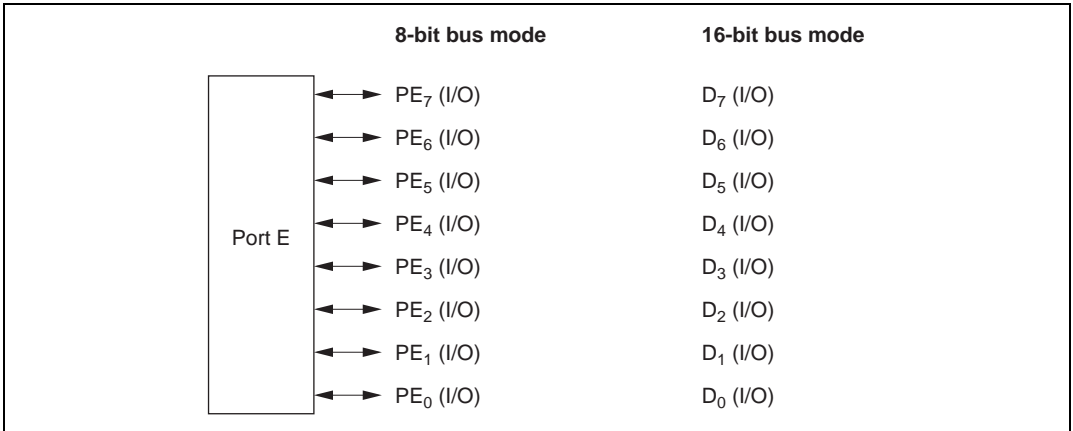 8-bit bus mode 16-bit bus mode
PE7 (I/O) D7 (I/O)
PE6 (I/O) D6 (I/O)
PE5 (I/O) D5 (I/O)
PE4 (I/O) D4 (I/O)
Port E
PE3 (I/O) D3 (I/O)
PE2 (I/O) D2 (I/O)
PE1 (I/O) D1 (I/O)
PE0 (I/O) D0 (I/O)